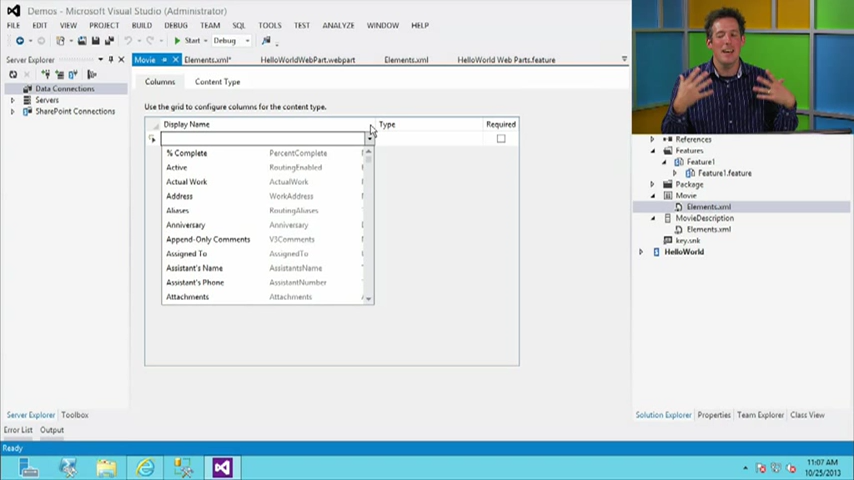 Demos - Microsoft Visual Studio (Administrator)
FILE EDIT VIEW PROJECT BUILD DEBUG TEAM SQL TOOLS TEST ANALYZE WINDOW HELP
Start Debug
Server Explorer
Movie Elements.xml* HelloWorldWebPart.webpart Elements.xml HelloWorld Web Parts.feature
Data Connections
Servers
SharePoint Connections
Columns Content Type
Use the grid to configure columns for the content type.
Display Name Type Required
% Complete PercentComplete
Active RoutingEnabled
Actual Work ActualWork
Address WorkAddress
Aliases RoutingAliases
Anniversary Anniversary
Append-Only Comments V3Comments
Assigned To AssignedTo
Assistant's Name AssistantsName
Assistant's Phone AssistantNumber
Attachments Attachments
References
Features
Feature1
Feature1.feature
Package
Movie
Elements.xml
MovieDescription
Elements.xml
key.snk
HelloWorld
Server Explorer Toolbox
Solution Explorer Properties Team Explorer Class View
Error List Output
Ready
11:07 AM
10/25/2013